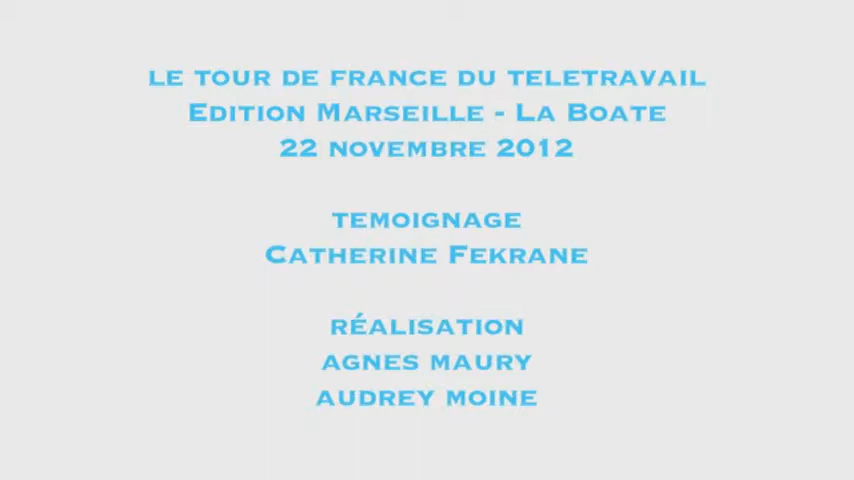 LE TOUR DE FRANCE DU TELETRAVAIL
EDITION MARSEILLE - LA BOATE
22 NOVEMBRE 2012
TEMOIGNAGE
CATHERINE FEKRANE
RÉALISATION
AGNES MAURY
AUDREY MOINE